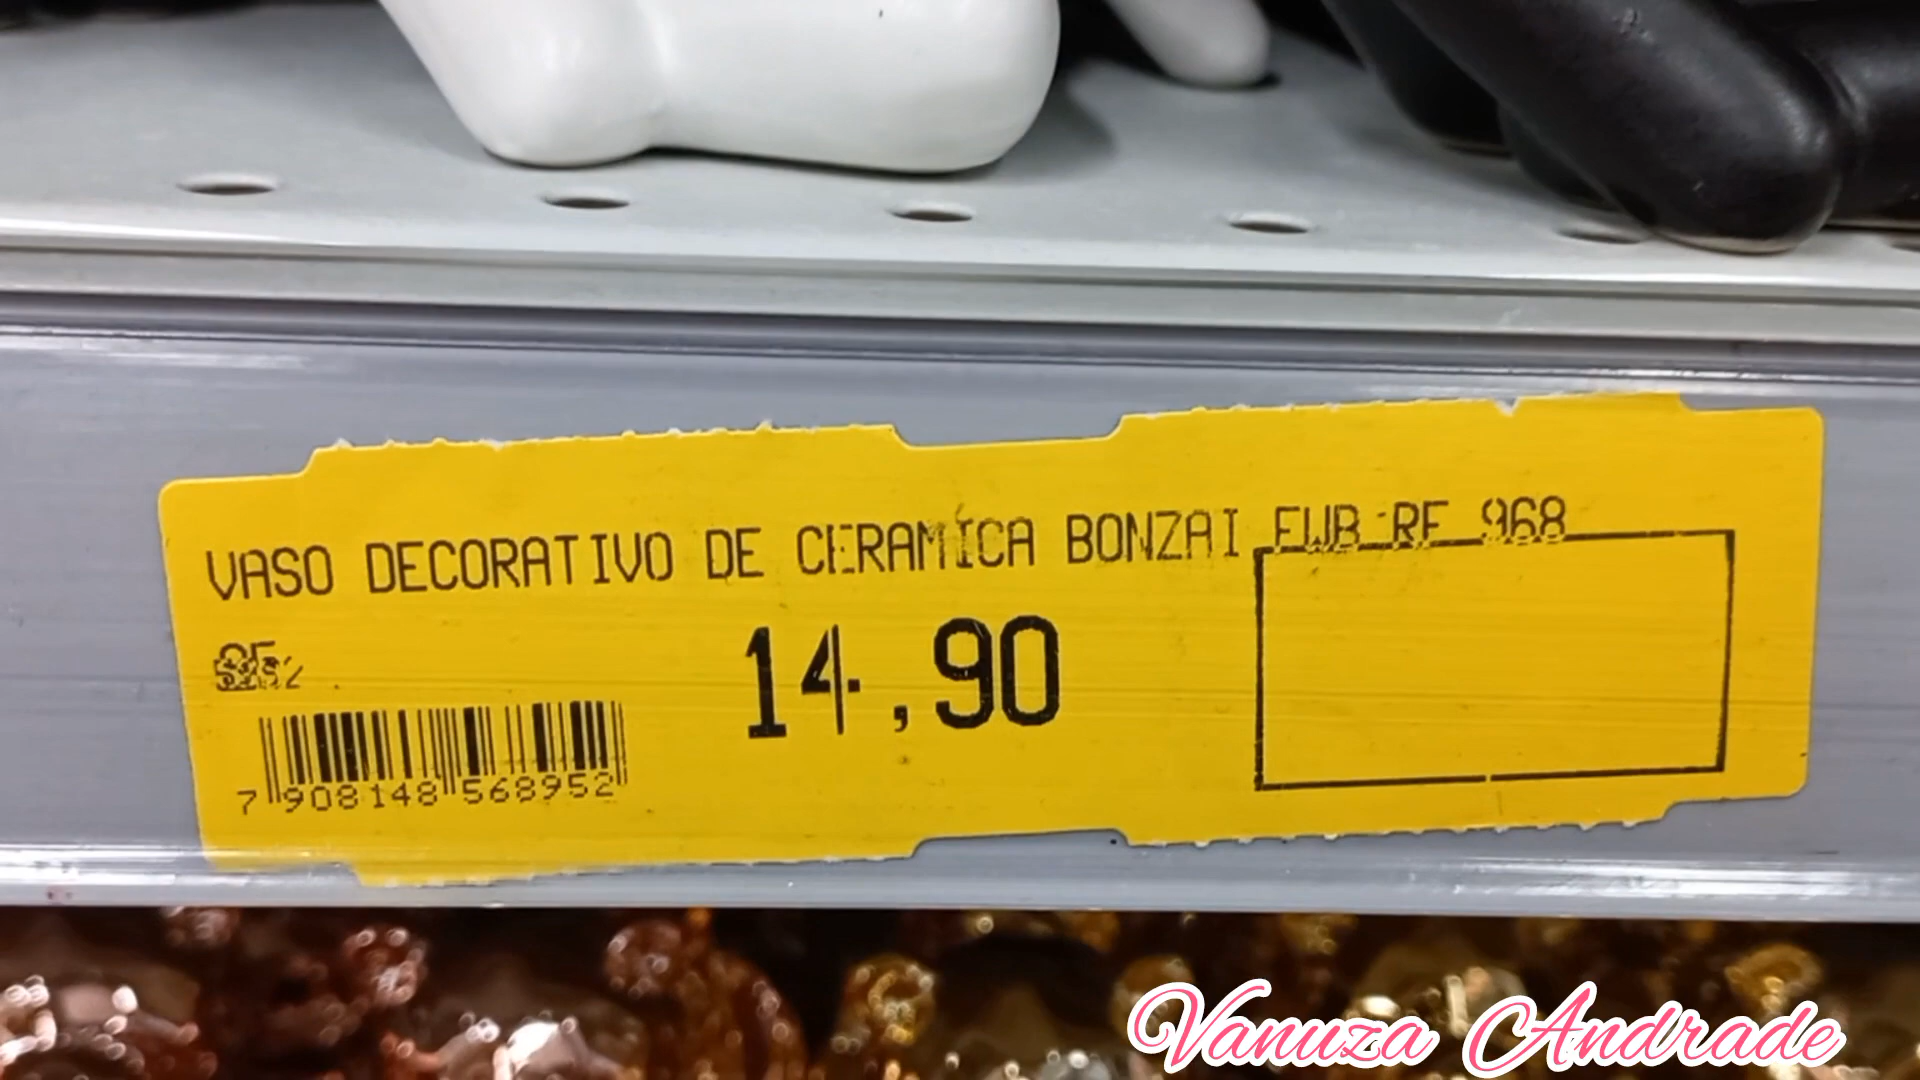 VASO DECORATIVO DE CERAMICA BONZAI FWB RF 968
14,90
7 908148 568952
Vanuza Andrade